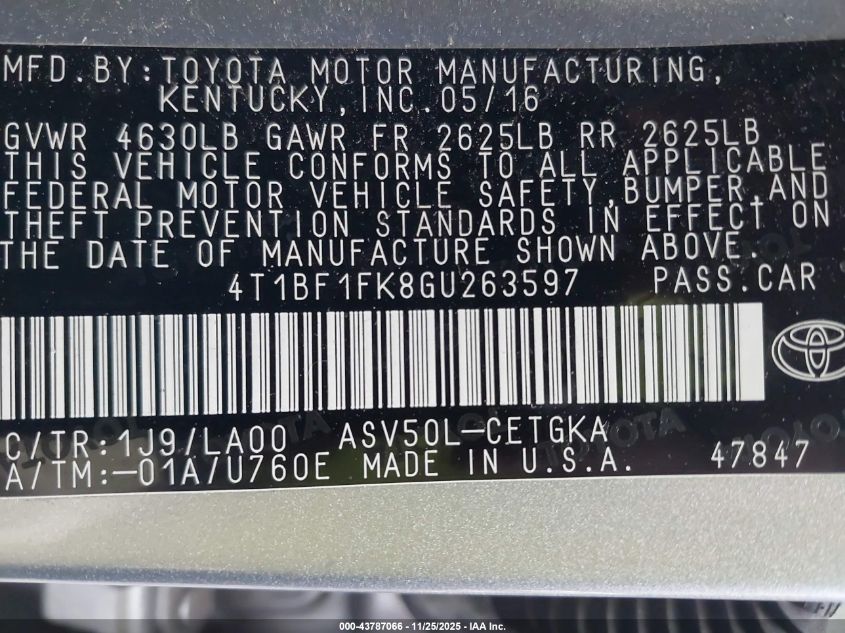 MFD.BY:TOYOTA MOTOR MANUFACTURING,
KENTUCKY,INC.05/16
GVWR 4630LB GAWR FR 2625LB RR 2625LB
THIS VEHICLE CONFORMS TO ALL APPLICABLE
FEDERAL MOTOR VEHICLE SAFETY,BUMPER,AND
THEFT PREVENTION STANDARDS IN EFFECT ON
THE DATE OF MANUFACTURE SHOWN ABOVE.
4T1BF1FK8GU263597 PASS.CAR
C/TR:1J9/LA00 ASV50L-CETGKA
A/TM:-01A/U760E MADE IN U.S.A. 47847
000-43787066 - 11/25/2025 - IAA Inc.